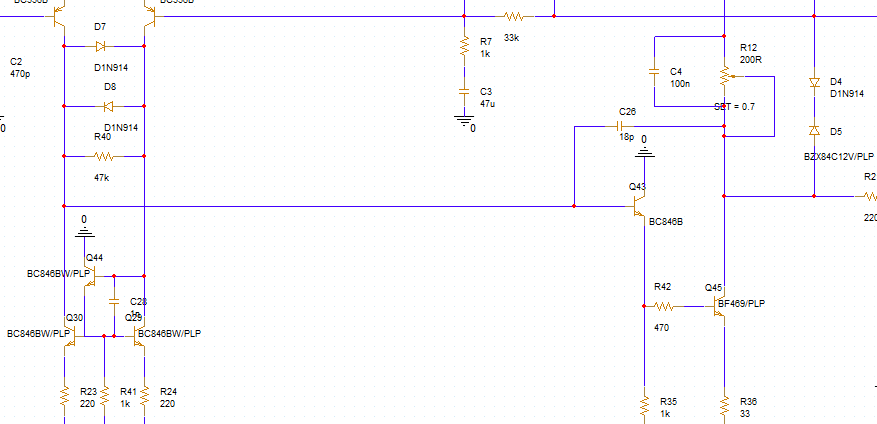 D7
C2
470p
D1N914
D8
D1N914
0
R40
47k
R7
1k
33k
C3
47u
0
C4
100n
R12
200R
SET = 0.7
D4
D1N914
D5
BZX84C12V/PLP
C26
18p
0
R2
220
0
Q43
BC846B
Q44
BC846BW/PLP
C28
Q30
Q29
BC846BW/PLP
BC846BW/PLP
R42
470
Q45
BF469/PLP
R23
220
R41
1k
R24
220
R35
1k
R36
33